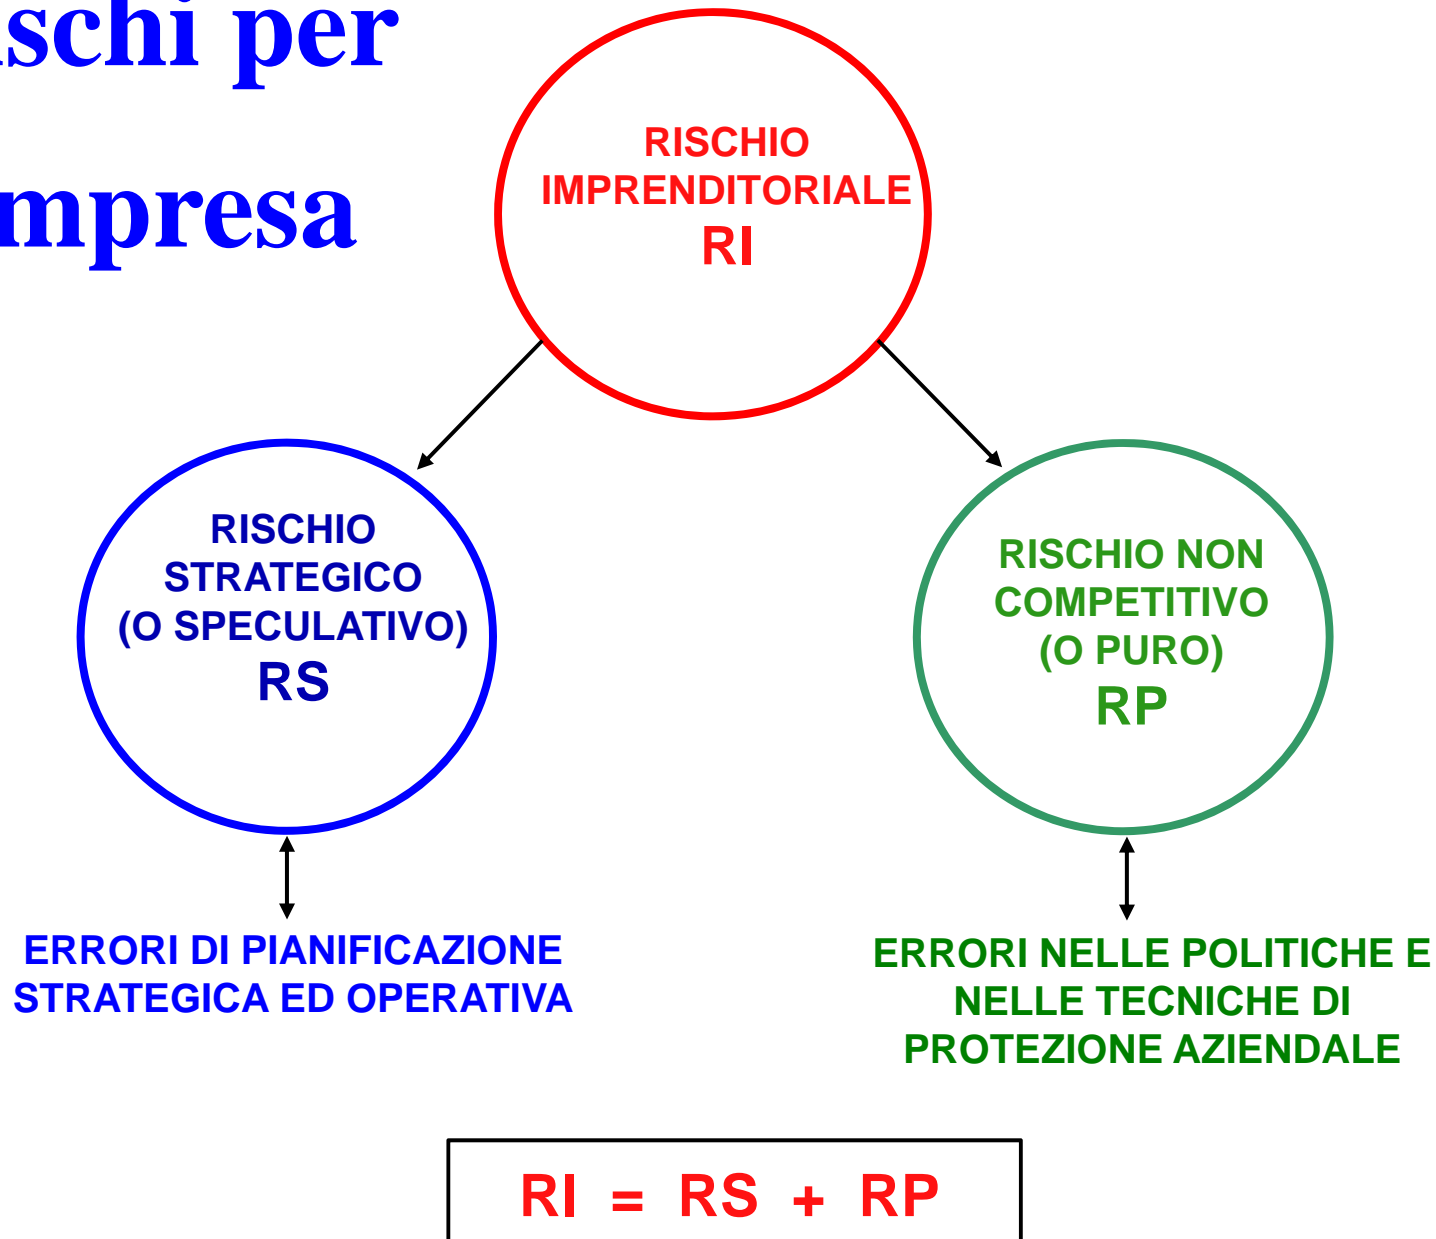 schi per
mpresa
RISCHIO
IMPRENDITORIALE
RI
RISCHIO
STRATEGICO
(O SPECULATIVO)
RS
RISCHIO NON
COMPETITIVO
(O PURO)
RP
ERRORI DI PIANIFICAZIONE
STRATEGICA ED OPERATIVA
ERRORI NELLE POLITICHE E
NELLE TECNICHE DI
PROTEZIONE AZIENDALE
RI = RS + RP